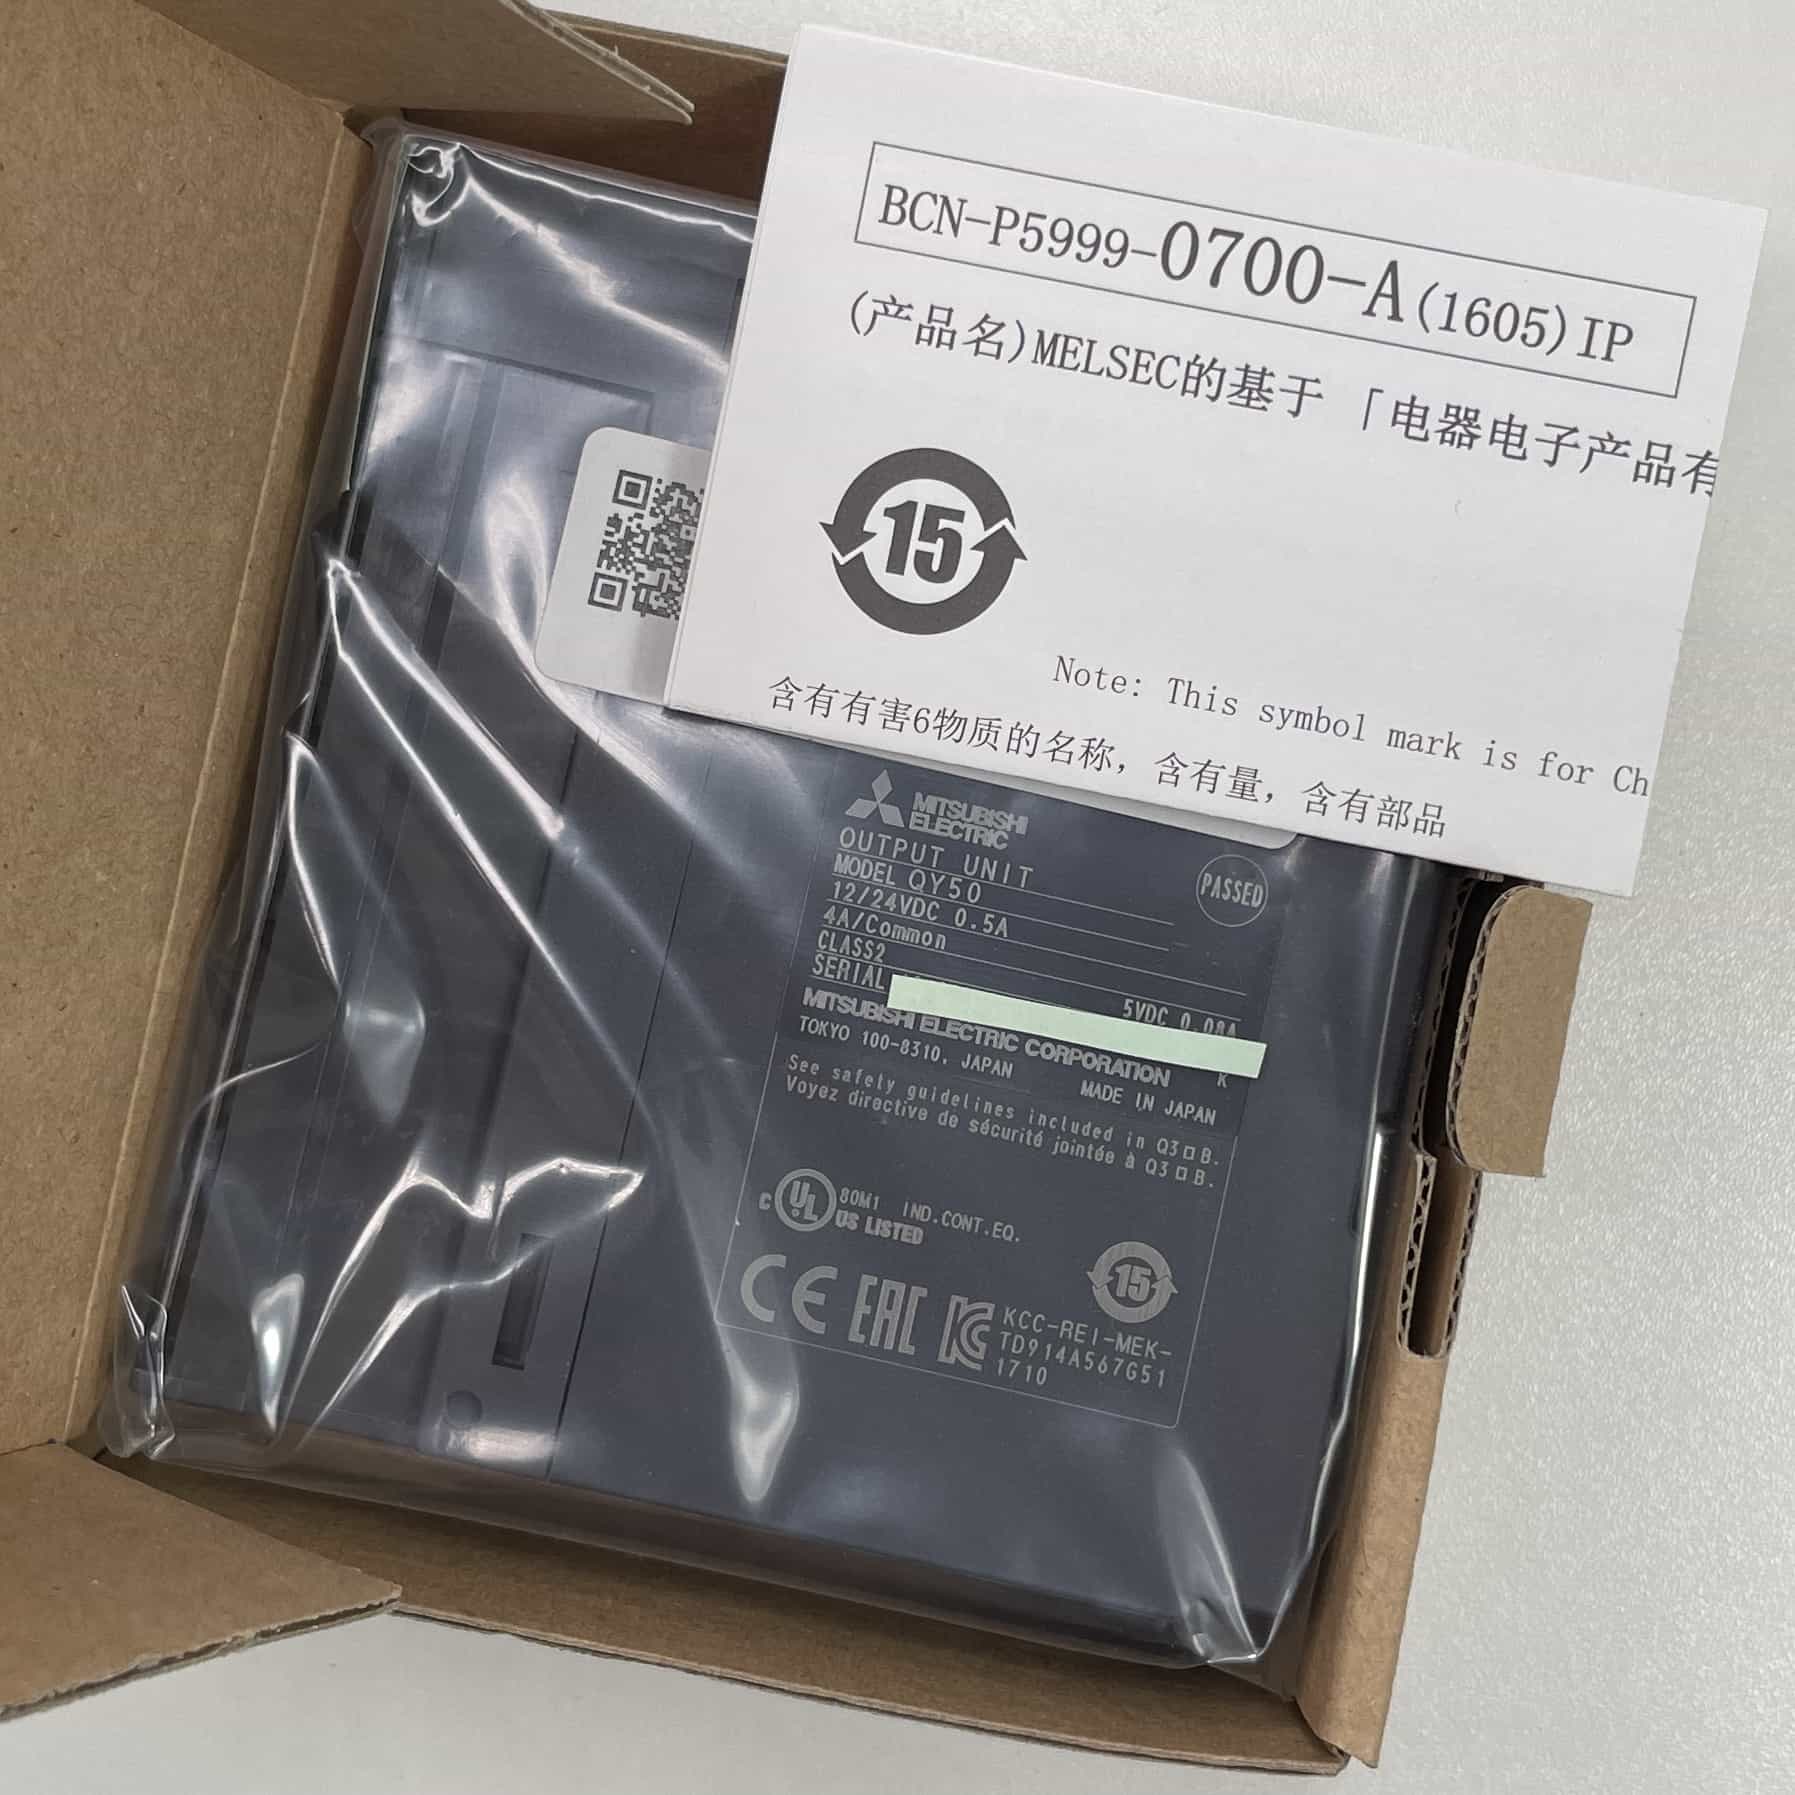 BCN-P5999-0700-A(1605)IP
(产品名)MELSEC的基于「电器电子产品有
15
Note: This symbol mark is for Ch
含有有害6物质的名称，含有量，含有部品
MITSUBISHI
ELECTRIC
OUTPUT UNIT
PASSED
MODEL QY50
12/24VDC 0.5A
4A/Common
CLASS2
5VDC 0.08A
SERIAL
MITSUBISHI ELECTRIC CORPORATION K
TOKYO 100-8310, JAPAN MADE IN JAPAN
See safety guidelines included in Q3□B.
Voyez directive de sécurité jointée à Q3□B.
C UL US LISTED
80M1 IND.CONT.EQ.
15
CE EAC KC
KCC-REI-MEK-
TD914A567G51
1710